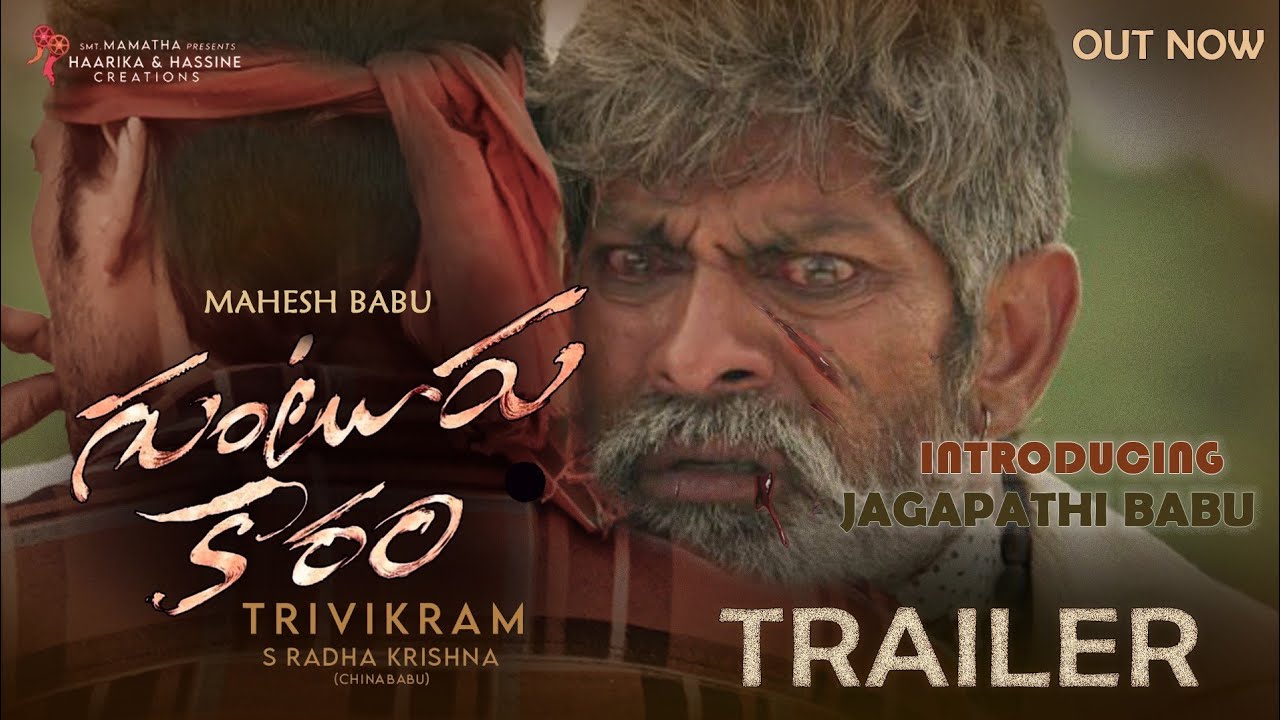 SMT. MAMATHA PRESENTS
HAARIKA & HASSINE
CREATIONS
OUT NOW
MAHESH BABU
గుంటూరు
కారం
INTRODUCING
JAGAPATHI BABU
TRIVIKRAM
S RADHA KRISHNA
(CHINABABU)
TRAILER